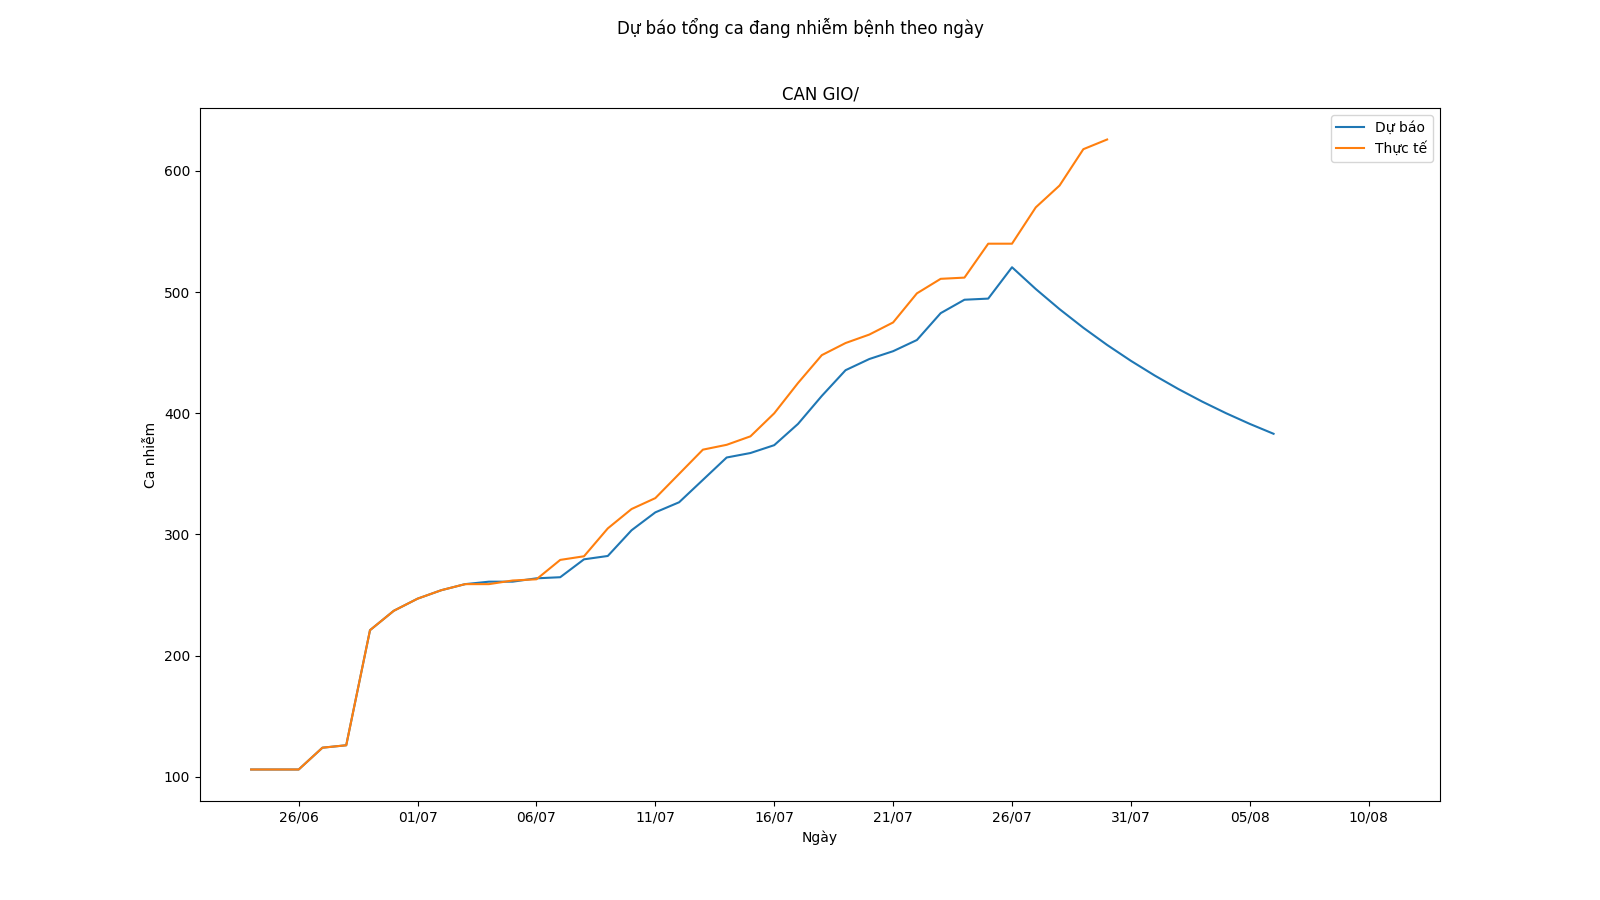 Dự báo tổng ca đang nhiễm bệnh theo ngày
CAN GIO/
Dự báo
Thực tế
600
500
400
300
200
100
Ca nhiễm
26/06 01/07 06/07 11/07 16/07 21/07 26/07 31/07 05/08 10/08
Ngày